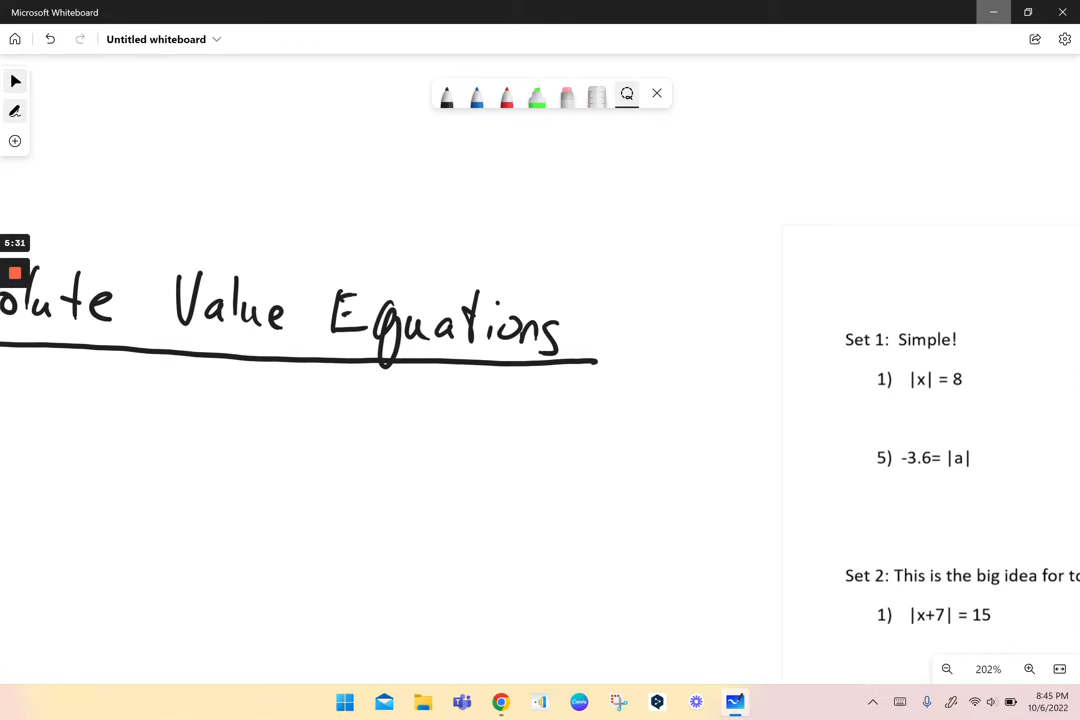 Microsoft Whiteboard
Untitled whiteboard
5:31
olute Value Equations
Set 1: Simple!
1) |x| = 8
5) -3.6= |a|
Set 2: This is the big idea for to
1) |x+7| = 15
202%
8:45 PM
10/6/2022